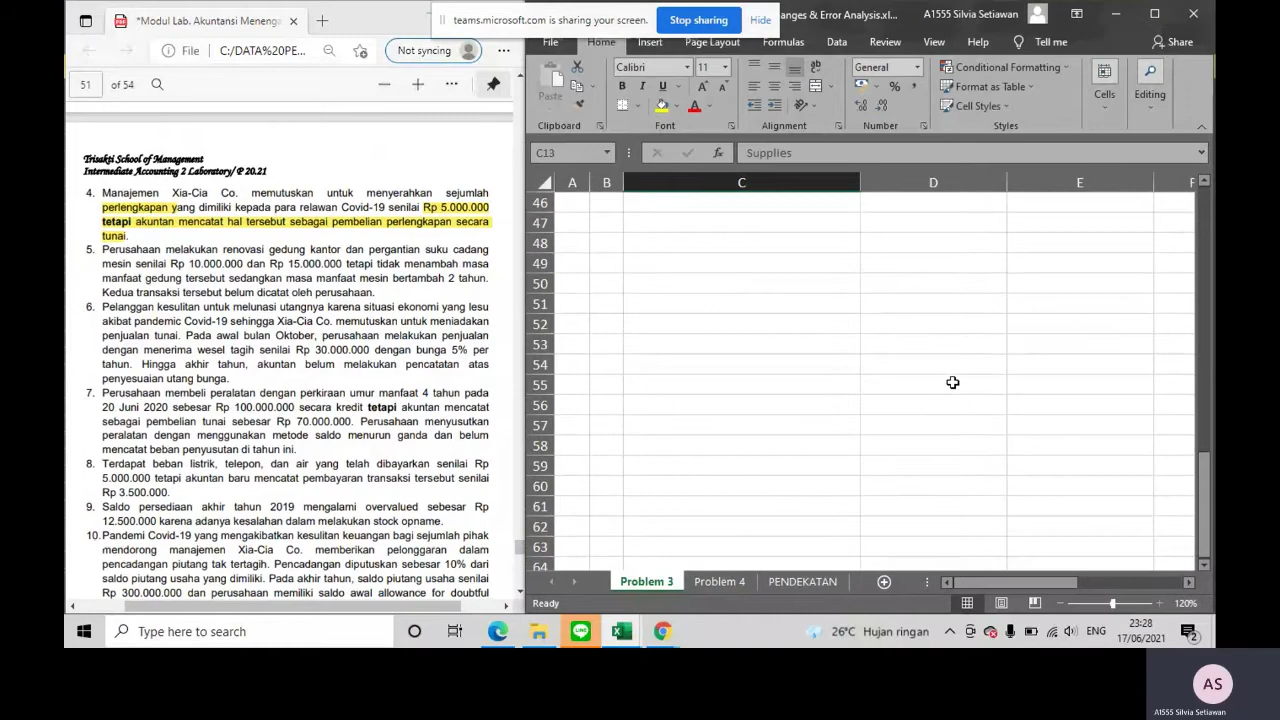 *Modul Lab. Akuntansi Meneng
teams.microsoft.com is sharing your screen.
Stop sharing
Hide
nges & Error Analysis.xl...
A1555 Silvia Setiawan
File
C:/DATA%20PE...
Not syncing
File
Home
Insert
Page Layout
Formulas
Data
Review
View
Help
Tell me
Share
51
of 54
Paste
Clipboard
Calibri
11
B
I
U
Font
Alignment
General
Number
Conditional Formatting
Format as Table
Cell Styles
Styles
Cells
Editing
C13
fx
Supplies
A
B
C
D
E
F
46
47
48
49
50
51
52
53
54
55
56
57
58
59
60
61
62
63
64
Trisakti School of Management
Intermediate Accounting 2 Laboratory/ P 20.21
4. Manajemen Xia-Cia Co. memutuskan untuk menyerahkan sejumlah
perlengkapan yang dimiliki kepada para relawan Covid-19 senilai Rp 5.000.000
tetapi akuntan mencatat hal tersebut sebagai pembelian perlengkapan secara
tunai.
5. Perusahaan melakukan renovasi gedung kantor dan pergantian suku cadang
mesin senilai Rp 10.000.000 dan Rp 15.000.000 tetapi tidak menambah masa
manfaat gedung tersebut sedangkan masa manfaat mesin bertambah 2 tahun.
Kedua transaksi tersebut belum dicatat oleh perusahaan.
6. Pelanggan kesulitan untuk melunasi utangnya karena situasi ekonomi yang lesu
akibat pandemic Covid-19 sehingga Xia-Cia Co. memutuskan untuk meniadakan
penjualan tunai. Pada awal bulan Oktober, perusahaan melakukan penjualan
dengan menerima wesel tagih senilai Rp 30.000.000 dengan bunga 5% per
tahun. Hingga akhir tahun, akuntan belum melakukan pencatatan atas
penyesuaian utang bunga.
7. Perusahaan membeli peralatan dengan perkiraan umur manfaat 4 tahun pada
20 Juni 2020 sebesar Rp 100.000.000 secara kredit tetapi akuntan mencatat
sebagai pembelian tunai sebesar Rp 70.000.000. Perusahaan menyusutkan
peralatan dengan menggunakan metode saldo menurun ganda dan belum
mencatat beban penyusutan di tahun ini.
8. Terdapat beban listrik, telepon, dan air yang telah dibayarkan senilai Rp
5.000.000 tetapi akuntan baru mencatat pembayaran transaksi tersebut senilai
Rp 3.500.000.
9. Saldo persediaan akhir tahun 2019 mengalami overvalued sebesar Rp
12.500.000 karena adanya kesalahan dalam melakukan stock opname.
10. Pandemi Covid-19 yang mengakibatkan kesulitan keuangan bagi sejumlah pihak
mendorong manajemen Xia-Cia Co. memberikan pelonggaran dalam
pencadangan piutang tak tertagih. Pencadangan diputuskan sebesar 10% dari
saldo piutang usaha yang dimiliki. Pada akhir tahun, saldo piutang usaha senilai
Rp 300.000.000 dan perusahaan memiliki saldo awal allowance for doubtful
Problem 3
Problem 4
PENDEKATAN
Ready
120%
Type here to search
26°C Hujan ringan
ENG
23:28
17/06/2021
2
AS
A1555 Silvia Setiawan